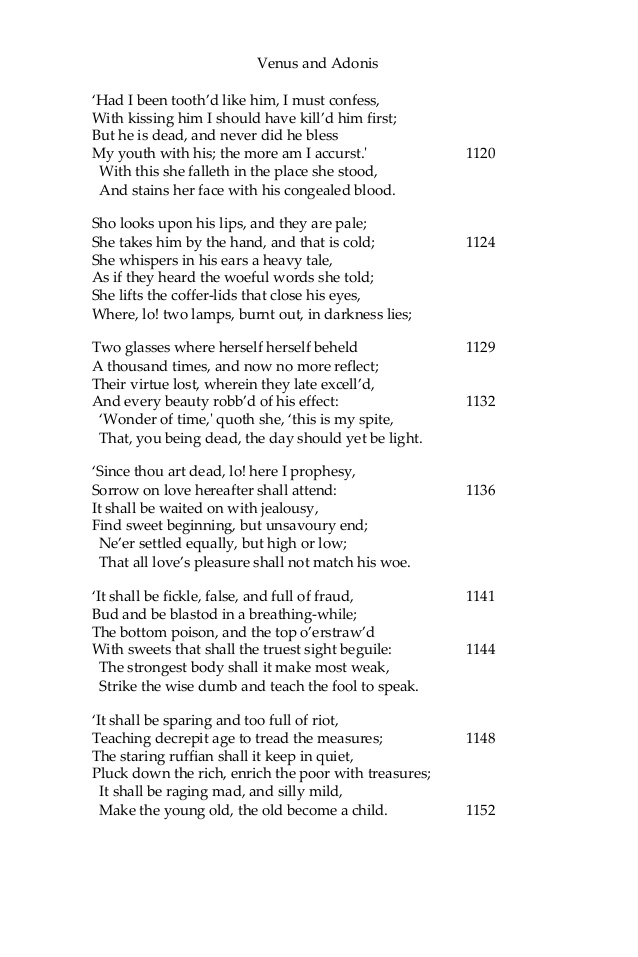 Venus and Adonis
‘Had I been tooth’d like him, I must confess,
With kissing him I should have kill’d him first;
But he is dead, and never did he bless
My youth with his; the more am I accurst.' 1120
With this she falleth in the place she stood,
And stains her face with his congealed blood.
Sho looks upon his lips, and they are pale;
She takes him by the hand, and that is cold; 1124
She whispers in his ears a heavy tale,
As if they heard the woeful words she told;
She lifts the coffer-lids that close his eyes,
Where, lo! two lamps, burnt out, in darkness lies;
Two glasses where herself herself beheld 1129
A thousand times, and now no more reflect;
Their virtue lost, wherein they late excell’d,
And every beauty robb’d of his effect: 1132
‘Wonder of time,' quoth she, ‘this is my spite,
That, you being dead, the day should yet be light.
‘Since thou art dead, lo! here I prophesy,
Sorrow on love hereafter shall attend: 1136
It shall be waited on with jealousy,
Find sweet beginning, but unsavoury end;
Ne’er settled equally, but high or low;
That all love’s pleasure shall not match his woe.
‘It shall be fickle, false, and full of fraud, 1141
Bud and be blastod in a breathing-while;
The bottom poison, and the top o’erstraw’d
With sweets that shall the truest sight beguile: 1144
The strongest body shall it make most weak,
Strike the wise dumb and teach the fool to speak.
‘It shall be sparing and too full of riot,
Teaching decrepit age to tread the measures; 1148
The staring ruffian shall it keep in quiet,
Pluck down the rich, enrich the poor with treasures;
It shall be raging mad, and silly mild,
Make the young old, the old become a child. 1152